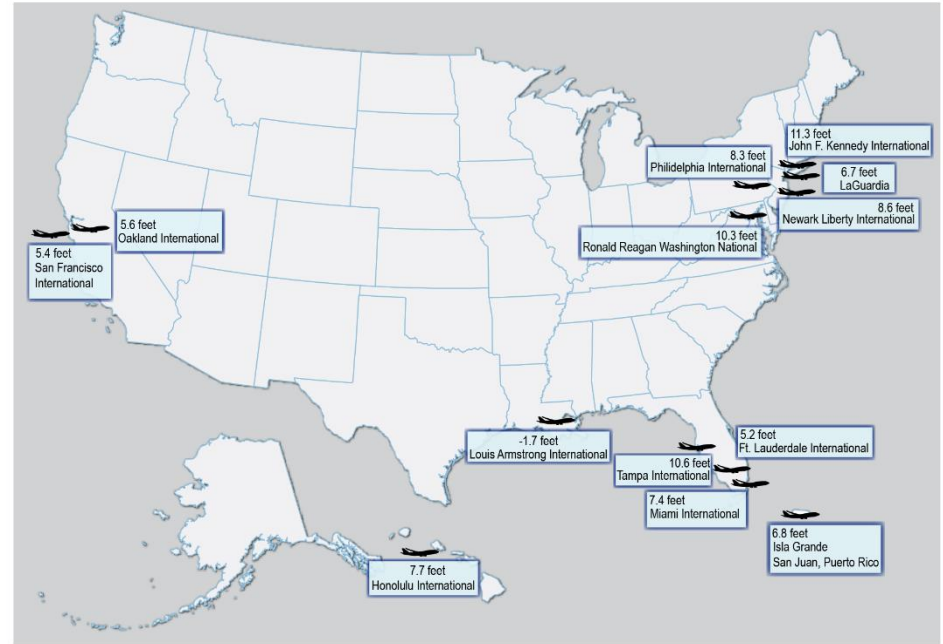 11.3 feet
John F. Kennedy International
8.3 feet
Philidelphia International
6.7 feet
LaGuardia
8.6 feet
Newark Liberty International
10.3 feet
Ronald Reagan Washington National
5.6 feet
Oakland International
5.4 feet
San Francisco
International
5.2 feet
Ft. Lauderdale International
-1.7 feet
Louis Armstrong International
10.6 feet
Tampa International
7.4 feet
Miami International
6.8 feet
Isla Grande
San Juan, Puerto Rico
7.7 feet
Honolulu International